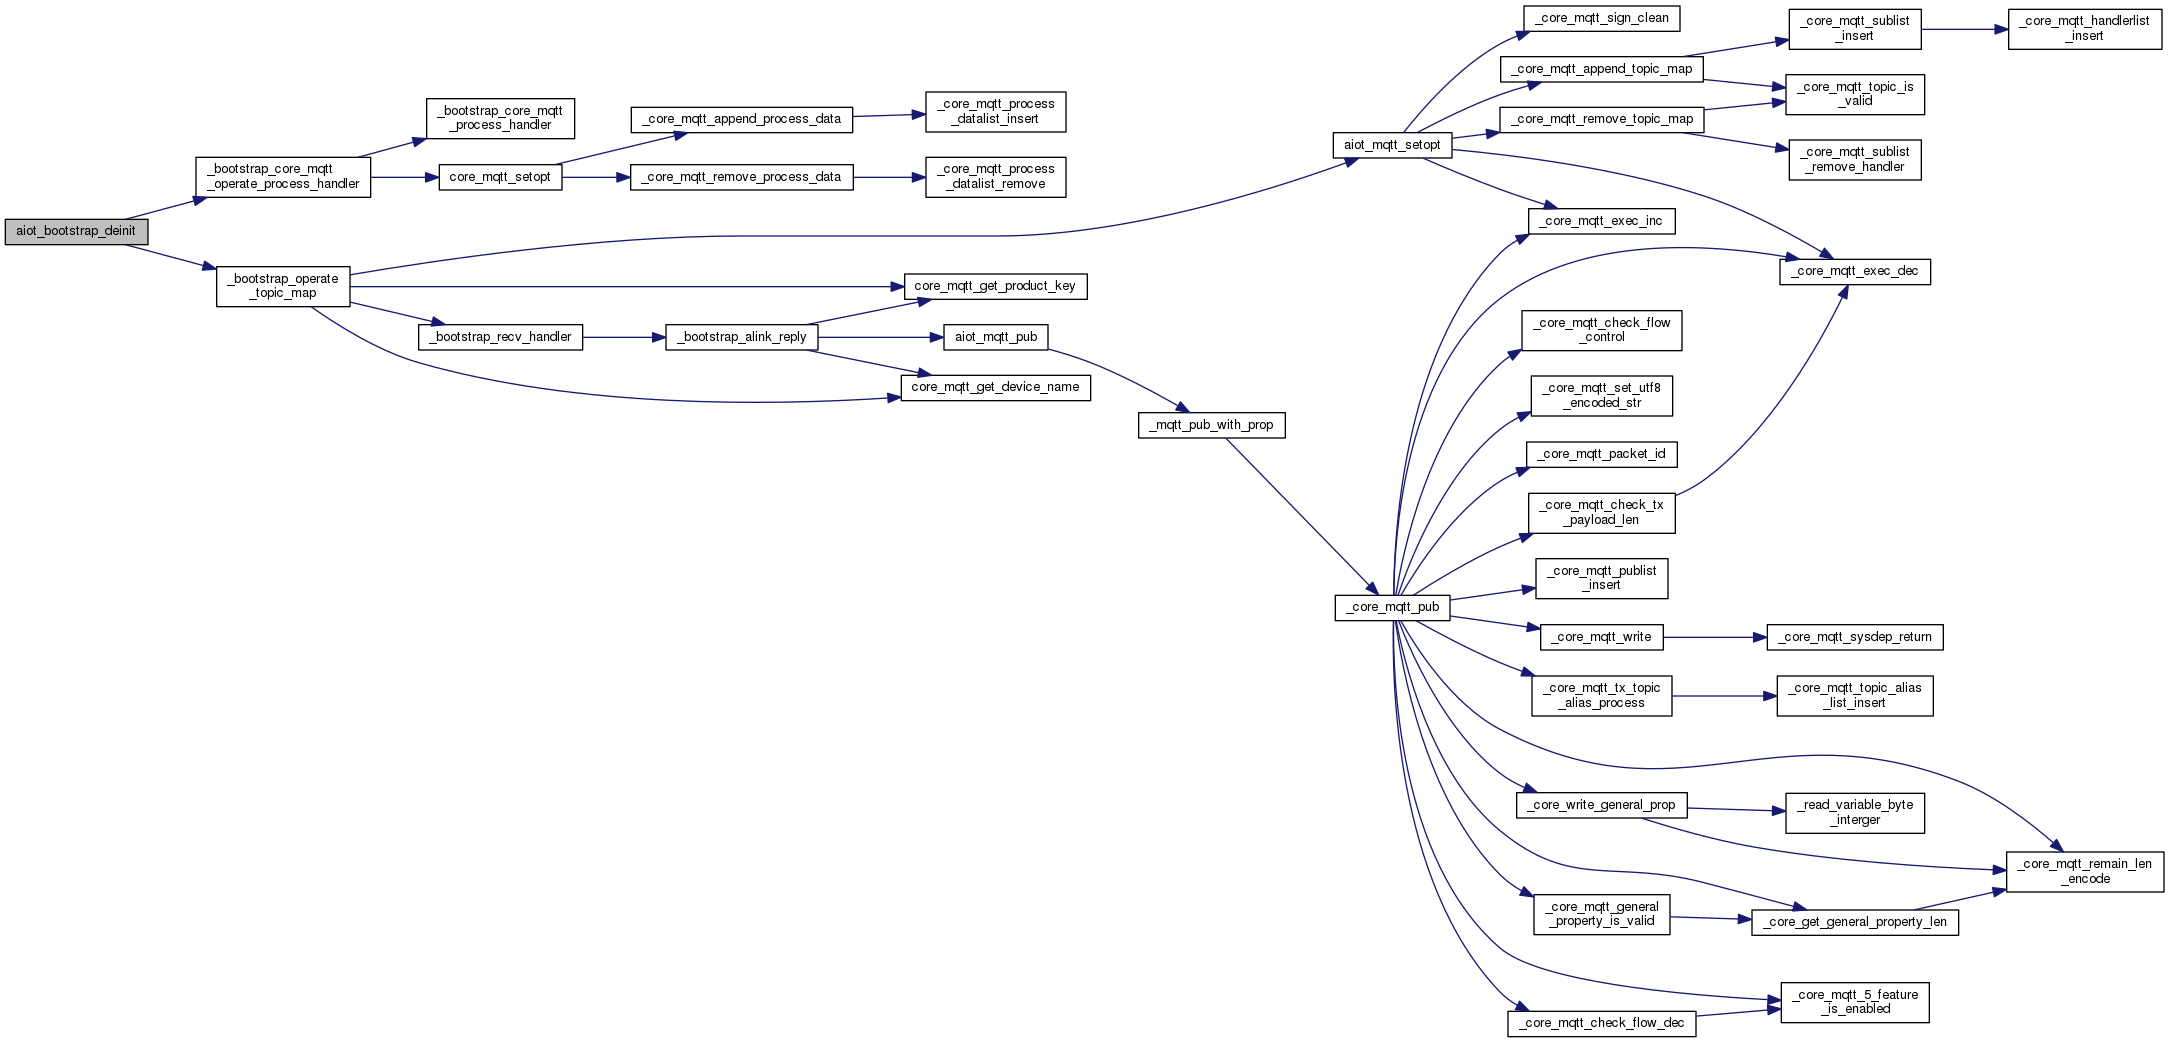 aiot_bootstrap_deinit
_bootstrap_core_mqtt
_operate_process_handler
_bootstrap_core_mqtt
_process_handler
core_mqtt_setopt
_core_mqtt_append_process_data
_core_mqtt_process
_datalist_insert
_core_mqtt_remove_process_data
_core_mqtt_process
_datalist_remove
_bootstrap_operate
_topic_map
core_mqtt_get_product_key
_bootstrap_recv_handler
_bootstrap_alink_reply
aiot_mqtt_pub
core_mqtt_get_device_name
_mqtt_pub_with_prop
aiot_mqtt_setopt
_core_mqtt_sign_clean
_core_mqtt_append_topic_map
_core_mqtt_sublist
_insert
_core_mqtt_handlerlist
_insert
_core_mqtt_topic_is
_valid
_core_mqtt_remove_topic_map
_core_mqtt_sublist
_remove_handler
_core_mqtt_exec_inc
_core_mqtt_exec_dec
_core_mqtt_check_flow
_control
_core_mqtt_set_utf8
_encoded_str
_core_mqtt_packet_id
_core_mqtt_check_tx
_payload_len
_core_mqtt_publist
_insert
_core_mqtt_pub
_core_mqtt_write
_core_mqtt_sysdep_return
_core_mqtt_tx_topic
_alias_process
_core_mqtt_topic_alias
_list_insert
_core_write_general_prop
_read_variable_byte
_interger
_core_mqtt_remain_len
_encode
_core_mqtt_general
_property_is_valid
_core_get_general_property_len
_core_mqtt_5_feature
_is_enabled
_core_mqtt_check_flow_dec